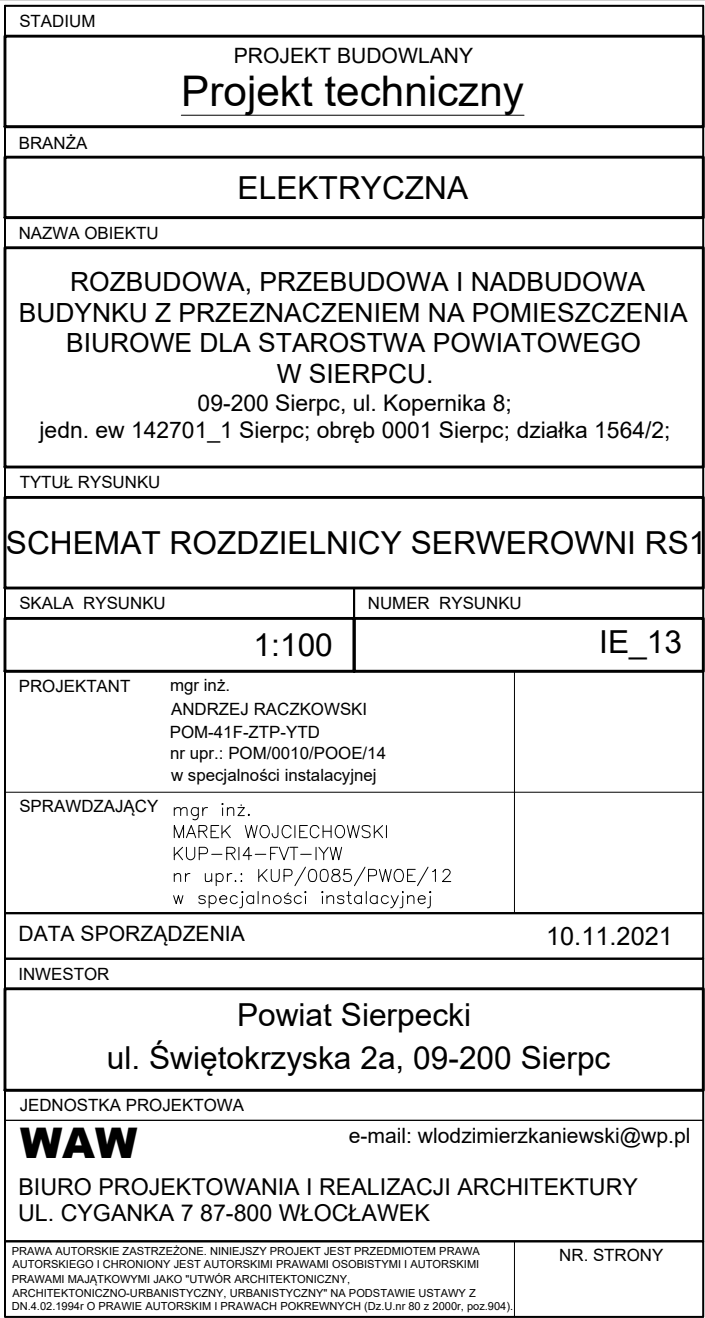 STADIUM
PROJEKT BUDOWLANY
Projekt techniczny
BRANŻA
ELEKTRYCZNA
NAZWA OBIEKTU
ROZBUDOWA, PRZEBUDOWA I NADBUDOWA
BUDYNKU Z PRZEZNACZENIEM NA POMIESZCZENIA
BIUROWE DLA STAROSTWA POWIATOWEGO
W SIERPCU.
09-200 Sierpc, ul. Kopernika 8;
jedn. ew 142701_1 Sierpc; obręb 0001 Sierpc; działka 1564/2;
TYTUŁ RYSUNKU
SCHEMAT ROZDZIELNICY SERWEROWNI RS1
SKALA RYSUNKU
NUMER RYSUNKU
1:100
IE_13
PROJEKTANT
mgr inż.
ANDRZEJ RACZKOWSKI
POM-41F-ZTP-YTD
nr upr.: POM/0010/POOE/14
w specjalności instalacyjnej
SPRAWDZAJĄCY
mgr inż.
MAREK WOJCIECHOWSKI
KUP-RI4-FVT-IYW
nr upr.: KUP/0085/PWOE/12
w specjalności instalacyjnej
DATA SPORZĄDZENIA
10.11.2021
INWESTOR
Powiat Sierpecki
ul. Świętokrzyska 2a, 09-200 Sierpc
JEDNOSTKA PROJEKTOWA
WAW
e-mail: wlodzimierzkaniewski@wp.pl
BIURO PROJEKTOWANIA I REALIZACJI ARCHITEKTURY
UL. CYGANKA 7 87-800 WŁOCŁAWEK
PRAWA AUTORSKIE ZASTRZEŻONE. NINIEJSZY PROJEKT JEST PRZEDMIOTEM PRAWA
AUTORSKIEGO I CHRONIONY JEST AUTORSKIMI PRAWAMI OSOBISTYMI I AUTORSKIMI
PRAWAMI MAJĄTKOWYMI JAKO "UTWÓR ARCHITEKTONICZNY,
ARCHITEKTONICZNO-URBANISTYCZNY, URBANISTYCZNY" NA PODSTAWIE USTAWY Z
DN.4.02.1994r O PRAWIE AUTORSKIM I PRAWACH POKREWNYCH (Dz.U.nr 80 z 2000r, poz.904).
NR. STRONY